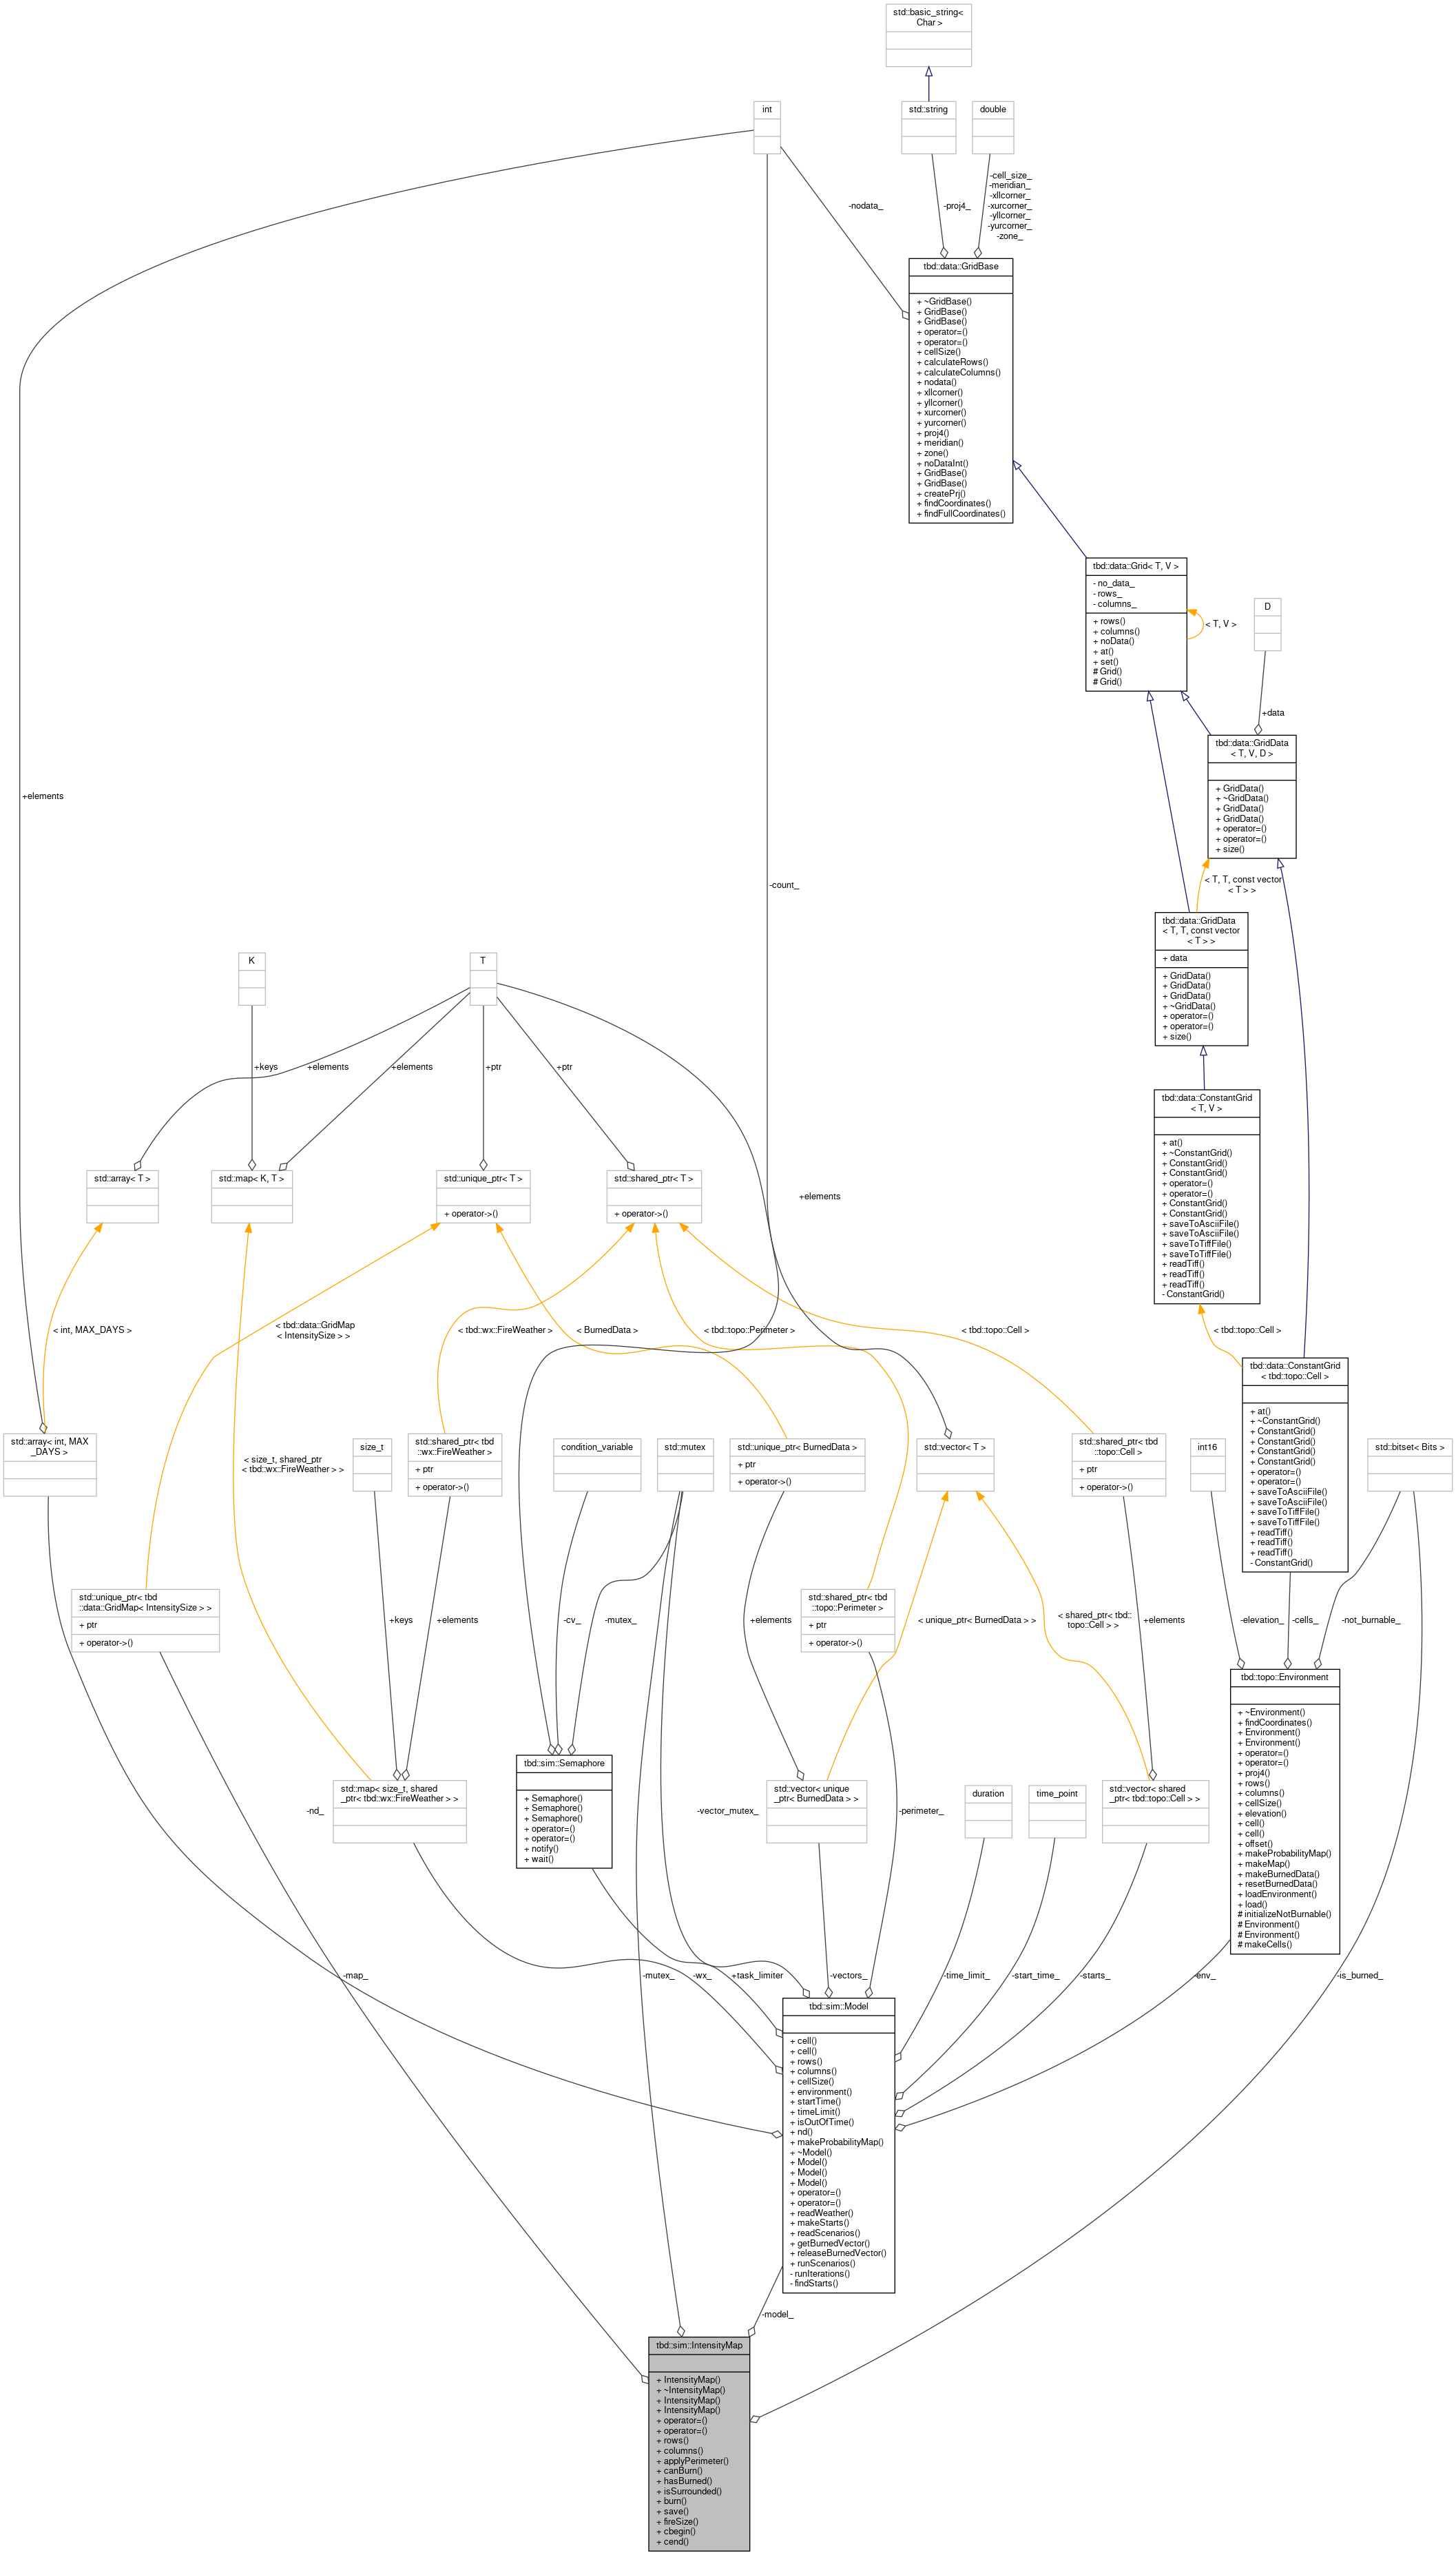 std::basic_string<
Char >
int
std::string
double
-cell_size_
-meridian_
-xllcorner_
-xurcorner_
-yllcorner_
-yurcorner_
-zone_
-nodata_
-proj4_
tbd::data::GridBase
+ ~GridBase()
+ GridBase()
+ GridBase()
+ operator=()
+ operator=()
+ cellSize()
+ calculateRows()
+ calculateColumns()
+ nodata()
+ xllcorner()
+ yllcorner()
+ xurcorner()
+ yurcorner()
+ proj4()
+ meridian()
+ zone()
+ noDataInt()
+ GridBase()
+ GridBase()
+ createPrj()
+ findCoordinates()
+ findFullCoordinates()
tbd::data::Grid< T, V >
- no_data_
- rows_
- columns_
+ rows()
+ columns()
+ noData()
+ at()
+ set()
# Grid()
# Grid()
< T, V >
D
+data
tbd::data::GridData
< T, V, D >
+ GridData()
+ ~GridData()
+ GridData()
+ GridData()
+ operator=()
+ operator=()
+ size()
+elements
-count_
< T, T, const vector
< T > >
tbd::data::GridData
< T, T, const vector
< T > >
+ data
+ GridData()
+ GridData()
+ GridData()
+ ~GridData()
+ operator=()
+ operator=()
+ size()
K
T
+keys
+elements
+elements
+ptr
+ptr
tbd::data::ConstantGrid
< T, V >
+ at()
+ ~ConstantGrid()
+ ConstantGrid()
+ ConstantGrid()
+ operator=()
+ operator=()
+ ConstantGrid()
+ ConstantGrid()
+ saveToAsciiFile()
+ saveToAsciiFile()
+ saveToTiffFile()
+ saveToTiffFile()
+ readTiff()
+ readTiff()
+ readTiff()
- ConstantGrid()
std::array< T >
std::map< K, T >
std::unique_ptr< T >
+ operator->()
std::shared_ptr< T >
+ operator->()
+elements
< int, MAX_DAYS >
< tbd::data::GridMap
< IntensitySize > >
< tbd::wx::FireWeather >
< BurnedData >
< tbd::topo::Perimeter >
< tbd::topo::Cell >
< tbd::topo::Cell >
tbd::data::ConstantGrid
< tbd::topo::Cell >
+ at()
+ ~ConstantGrid()
+ ConstantGrid()
+ ConstantGrid()
+ ConstantGrid()
+ ConstantGrid()
+ operator=()
+ operator=()
+ saveToAsciiFile()
+ saveToAsciiFile()
+ saveToTiffFile()
+ saveToTiffFile()
+ readTiff()
+ readTiff()
+ readTiff()
- ConstantGrid()
std::array< int, MAX
_DAYS >
< size_t, shared_ptr
< tbd::wx::FireWeather > >
size_t
std::shared_ptr< tbd
::wx::FireWeather >
+ ptr
+ operator->()
condition_variable
std::mutex
std::unique_ptr< BurnedData >
+ ptr
+ operator->()
std::vector< T >
std::shared_ptr< tbd
::topo::Cell >
+ ptr
+ operator->()
int16
std::bitset< Bits >
std::unique_ptr< tbd
::data::GridMap< IntensitySize > >
+ ptr
+ operator->()
+keys
+elements
-cv_
-mutex_
+elements
std::shared_ptr< tbd
::topo::Perimeter >
+ ptr
+ operator->()
< unique_ptr< BurnedData > >
< shared_ptr< tbd::
topo::Cell > >
+elements
-elevation_
-cells_
-not_burnable_
tbd::topo::Environment
+ ~Environment()
+ findCoordinates()
+ Environment()
+ Environment()
+ operator=()
+ operator=()
+ proj4()
+ rows()
+ columns()
+ cellSize()
+ elevation()
+ cell()
+ cell()
+ offset()
+ makeProbabilityMap()
+ makeMap()
+ makeBurnedData()
+ resetBurnedData()
+ loadEnvironment()
+ load()
# initializeNotBurnable()
# Environment()
# Environment()
# makeCells()
-nd_
std::map< size_t, shared
_ptr< tbd::wx::FireWeather > >
tbd::sim::Semaphore
+ Semaphore()
+ Semaphore()
+ Semaphore()
+ operator=()
+ operator=()
+ notify()
+ wait()
-vector_mutex_
std::vector< unique
_ptr< BurnedData > >
-perimeter_
duration
time_point
std::vector< shared
_ptr< tbd::topo::Cell > >
-map_
-mutex_
-wx_
+task_limiter
-vectors_
-time_limit_
-start_time_
-starts_
-env_
-is_burned_
tbd::sim::Model
+ cell()
+ cell()
+ rows()
+ columns()
+ cellSize()
+ environment()
+ startTime()
+ timeLimit()
+ isOutOfTime()
+ nd()
+ makeProbabilityMap()
+ ~Model()
+ Model()
+ Model()
+ Model()
+ operator=()
+ operator=()
+ readWeather()
+ makeStarts()
+ readScenarios()
+ getBurnedVector()
+ releaseBurnedVector()
+ runScenarios()
- runIterations()
- findStarts()
-model_
tbd::sim::IntensityMap
+ IntensityMap()
+ ~IntensityMap()
+ IntensityMap()
+ IntensityMap()
+ operator=()
+ operator=()
+ rows()
+ columns()
+ applyPerimeter()
+ canBurn()
+ hasBurned()
+ isSurrounded()
+ burn()
+ save()
+ fireSize()
+ cbegin()
+ cend()